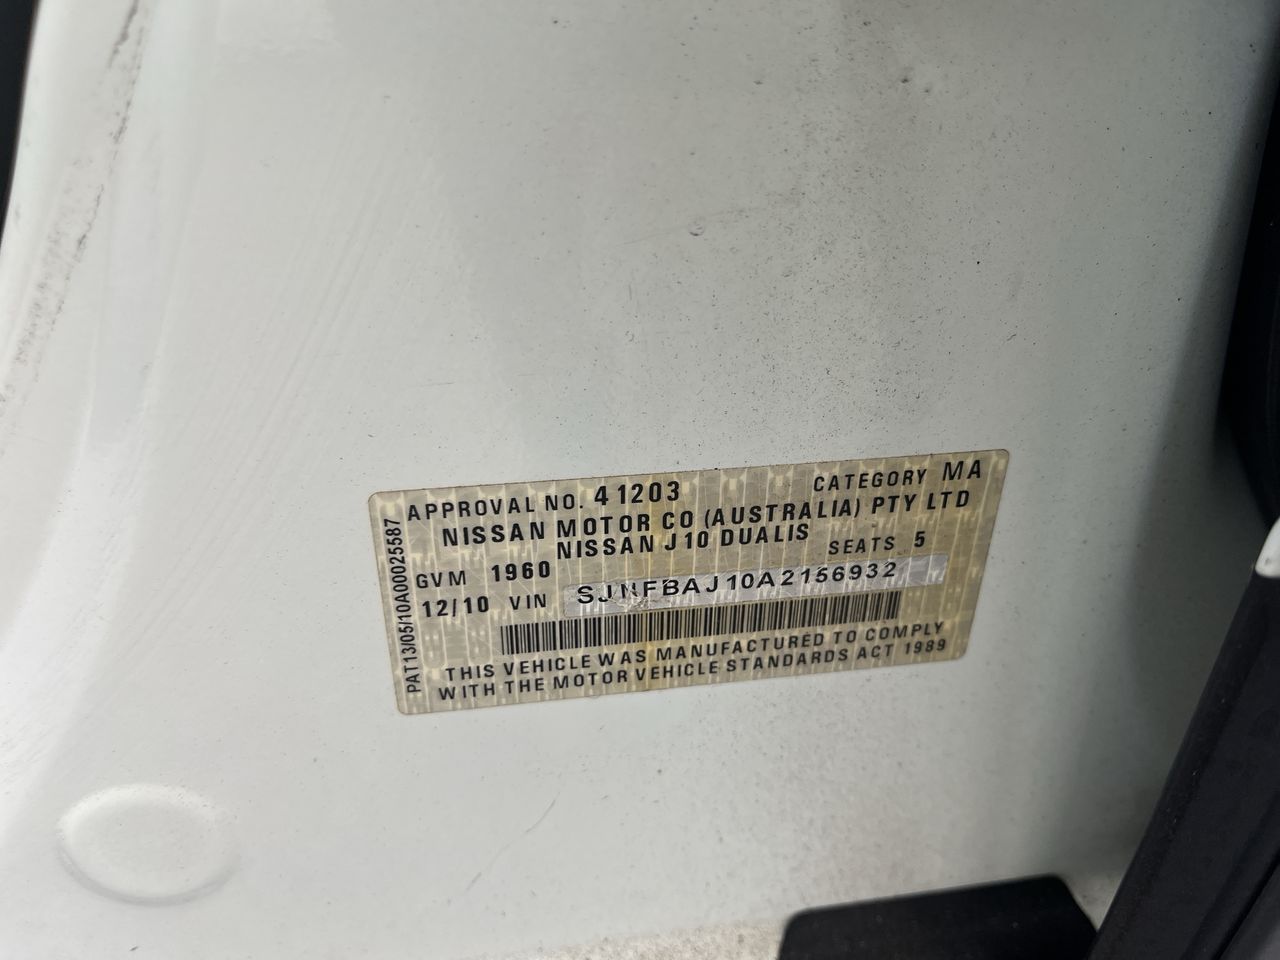 APPROVAL NO. 41203 CATEGORY MA
NISSAN MOTOR CO (AUSTRALIA) PTY LTD
NISSAN J10 DUALIS
GVM 1960 SEATS 5
12/10 VIN SJNFBAJ10A2156932
THIS VEHICLE WAS MANUFACTURED TO COMPLY
WITH THE MOTOR VEHICLE STANDARDS ACT 1989
PAT13/05/10A00025587